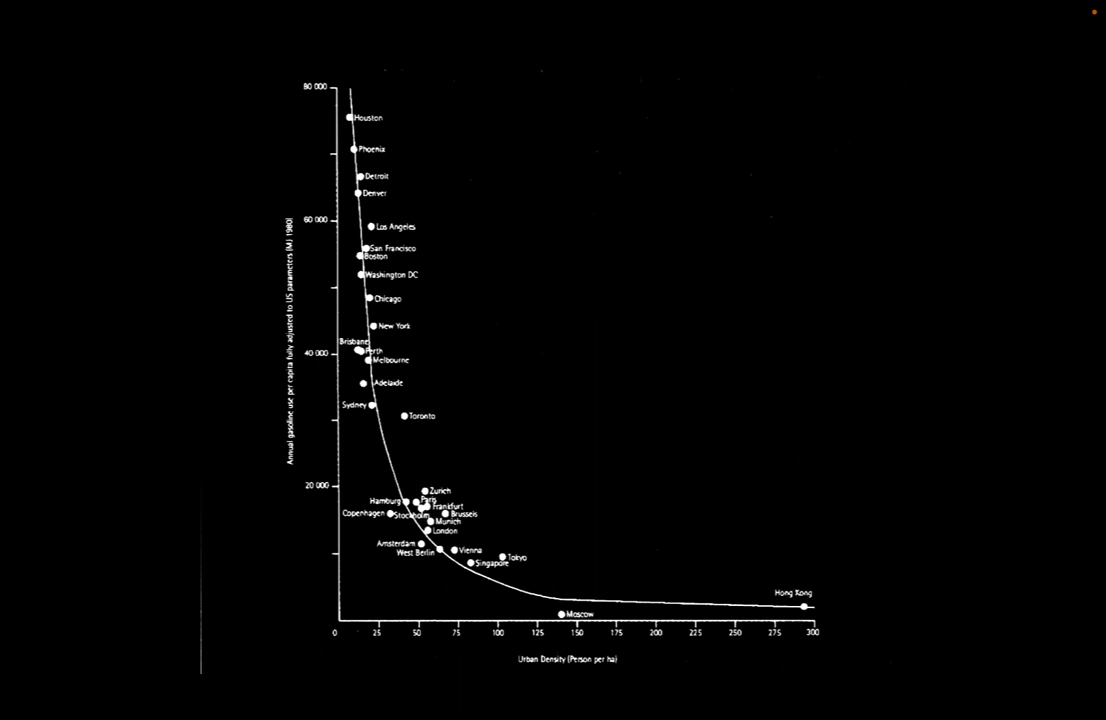 80 000
Houston
Phoenix
Detroit
Denver
60 000
Los Angeles
San Francisco
Boston
Washington DC
Chicago
New York
Brisbane
40 000
Perth
Melbourne
Adelaide
Sydney
Toronto
20 000
Zurich
Hamburg
Paris
Frankfurt
Copenhagen
Stockholm
Brussels
Munich
London
Amsterdam
West Berlin
Vienna
Tokyo
Singapore
Hong Kong
Moscow
0 25 50 75 100 125 150 175 200 225 250 275 300
Urban Density (Person per ha)
Annual gasoline use per capita fully adjusted to US parameters (MJ 1980)